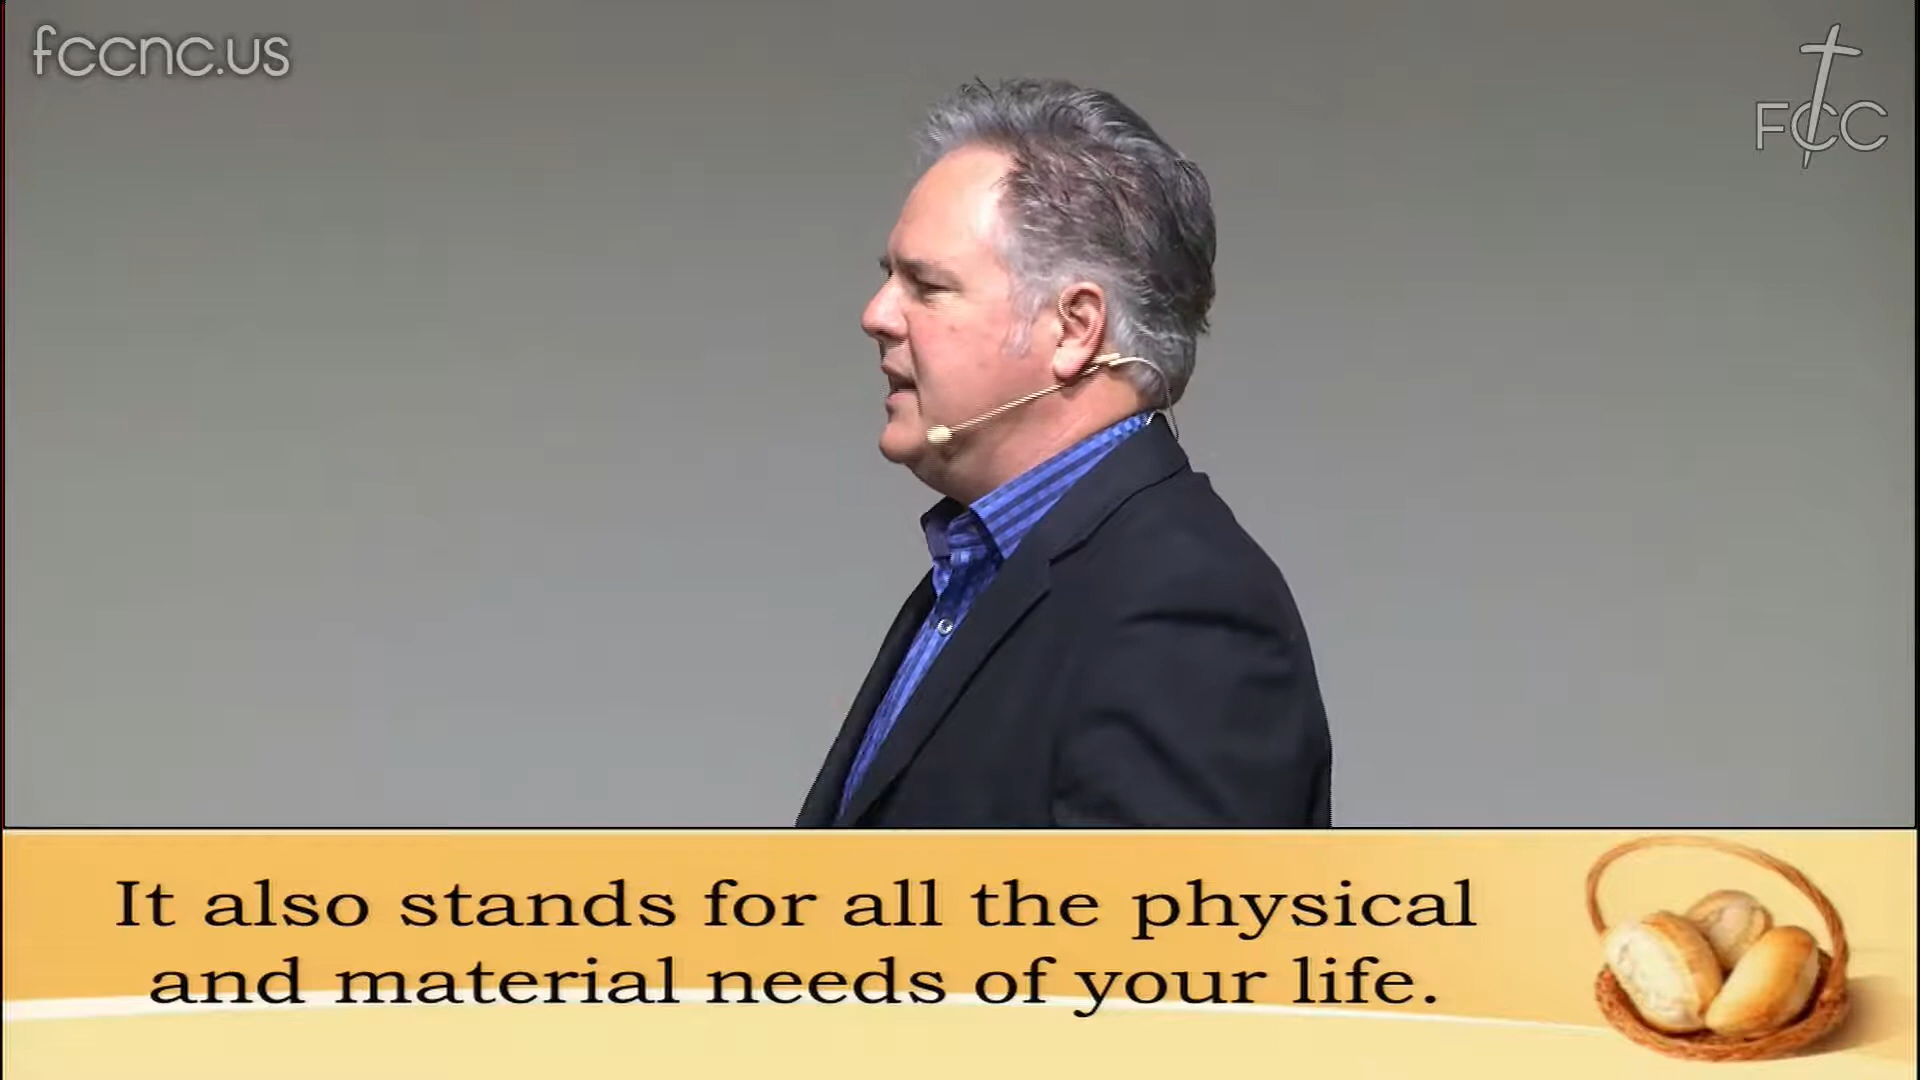 fccnc.us
FCC
It also stands for all the physical
and material needs of your life.